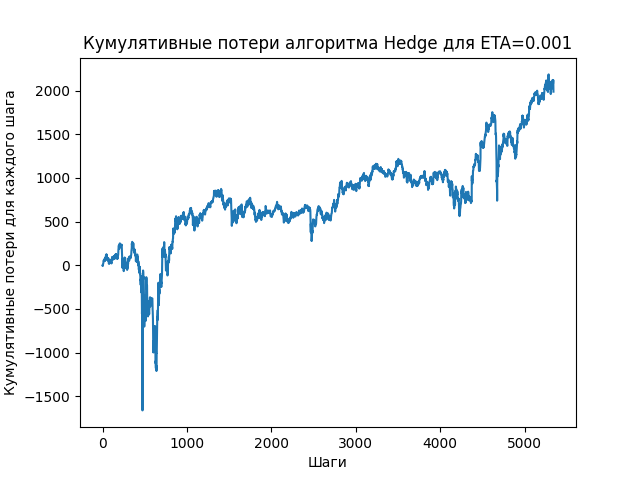 Кумулятивные потери алгоритма Hedge для ETA=0.001
Кумулятивные потери для каждого шага
2000
1500
1000
500
0
−500
−1000
−1500
0 1000 2000 3000 4000 5000
Шаги